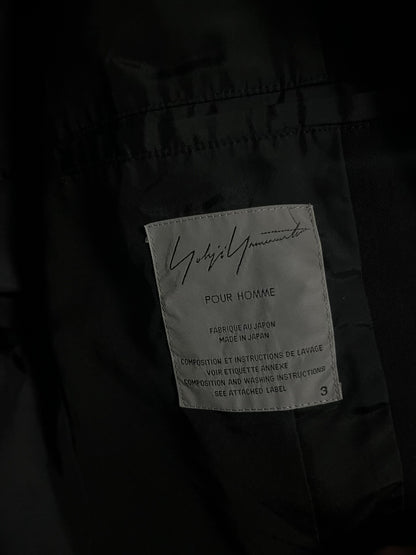 Yohji Yamamoto
POUR HOMME
FABRIQUE AU JAPON
MADE IN JAPAN
COMPOSITION ET INSTRUCTIONS DE LAVAGE
VOIR ETIQUETTE ANNEXE
COMPOSITION AND WASHING INSTRUCTIONS
SEE ATTACHED LABEL
3